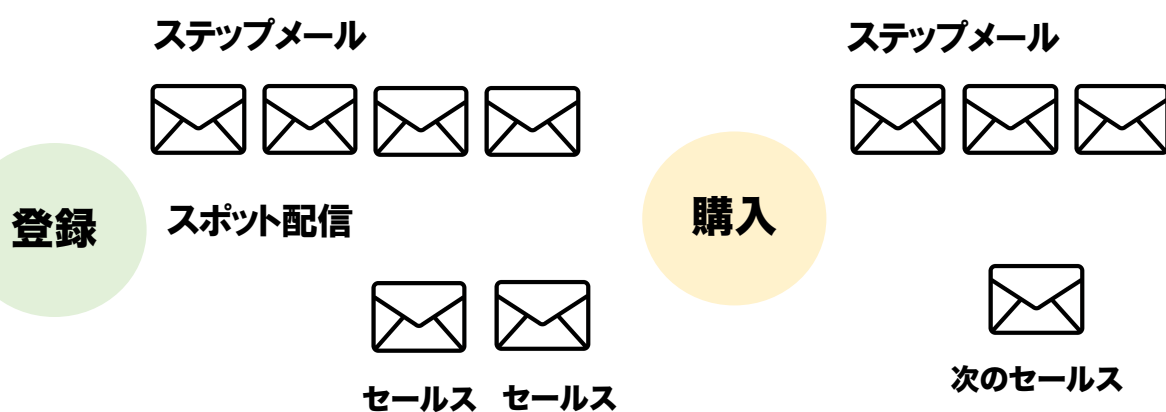 ステップメール
ステップメール
登録
スポット配信
購入
セールス
セールス
次のセールス